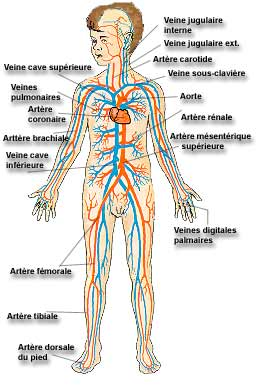 Veine jugulaire
interne
Veine jugulaire ext.
Artère carotide
Veine cave supérieure
Veine sous-clavière
Veines
pulmonaires
Aorte
Artère
coronaire
Artère rénale
Arttère brachiale
Artère mésentérique
supérieure
Veine cave
inférieure
Veines digitales
palmaires
Artère fémorale
Artère tibiale
Artère dorsale
du pied